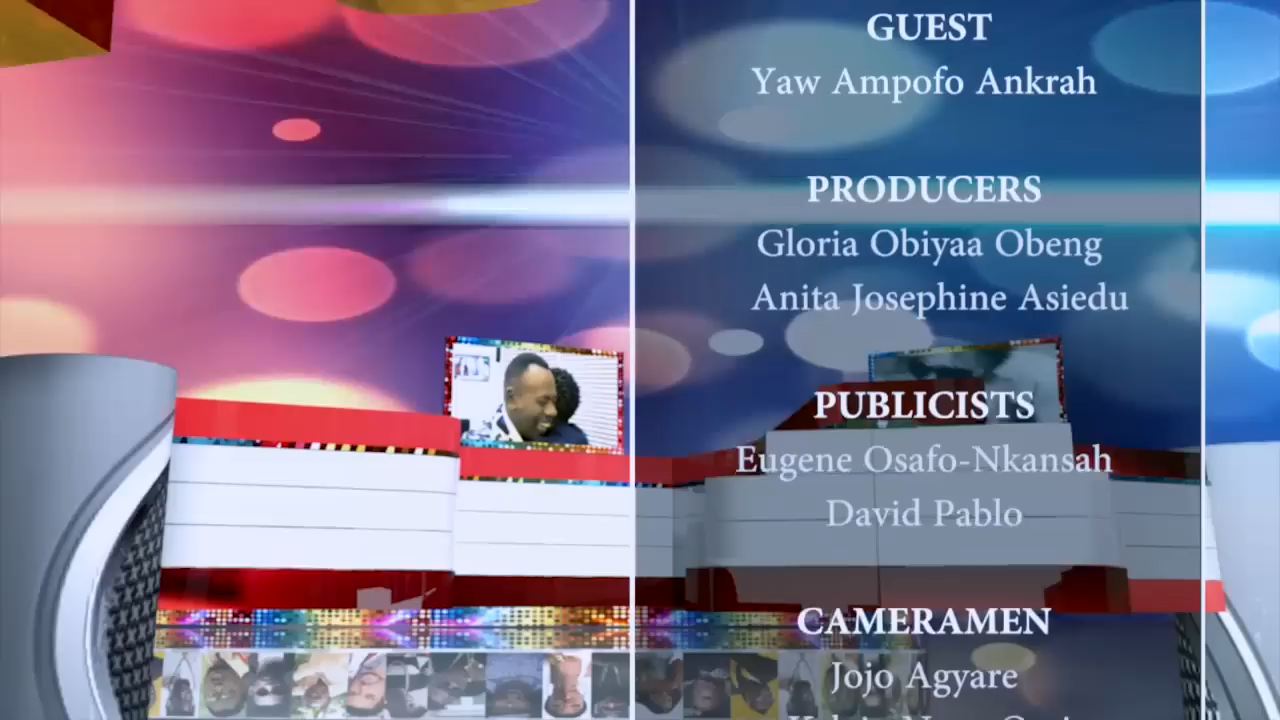 GUEST
Yaw Ampofo Ankrah
PRODUCERS
Gloria Obiyaa Obeng
Anita Josephine Asiedu
PUBLICISTS
Eugene Osafo-Nkansah
David Pablo
CAMERAMEN
Jojo Agyare